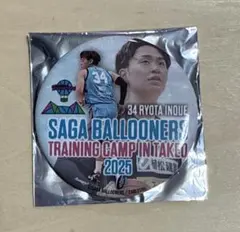 34
34 RYOTA INOUE
SAGA BALLOONERS
TRAINING CAMP IN TAKEO
2025